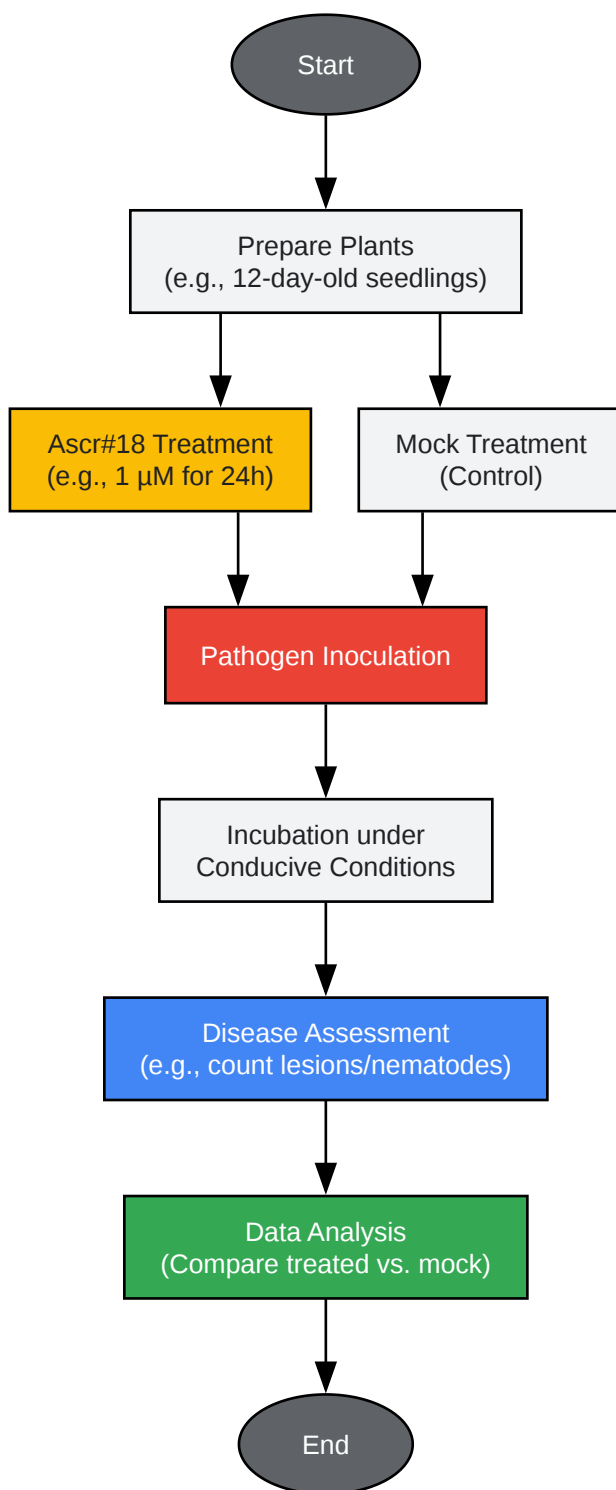 Start
Prepare Plants
(e.g., 12-day-old seedlings)
Ascr#18 Treatment
(e.g., 1 µM for 24h)
Mock Treatment
(Control)
Pathogen Inoculation
Incubation under
Conducive Conditions
Disease Assessment
(e.g., count lesions/nematodes)
Data Analysis
(Compare treated vs. mock)
End